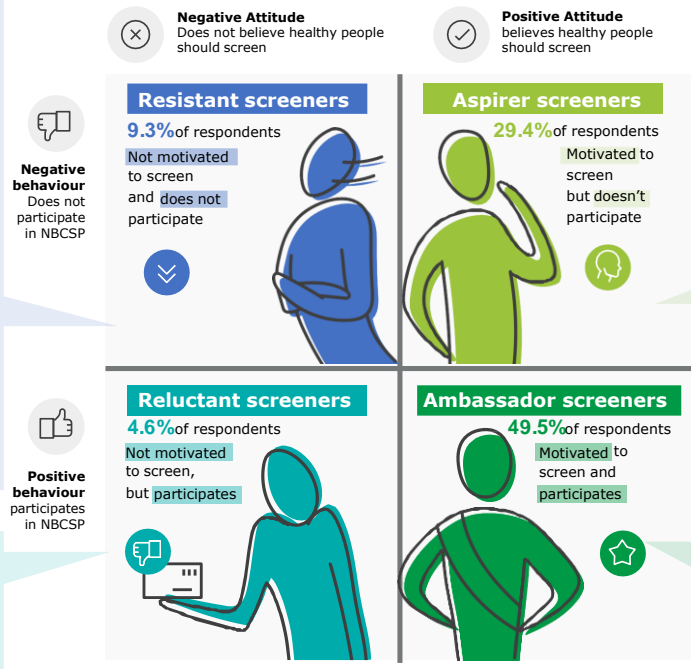 Negative Attitude
Does not believe healthy people
should screen
Positive Attitude
believes healthy people
should screen
Negative
behaviour
Does not
participate
in NBCSP
Resistant screeners
9.3% of respondents
Not motivated
to screen
and does not
participate
Aspirer screeners
29.4% of respondents
Motivated to
screen
but doesn’t
participate
Positive
behaviour
participates
in NBCSP
Reluctant screeners
4.6% of respondents
Not motivated
to screen,
but participates
Ambassador screeners
49.5% of respondents
Motivated to
screen and
participates